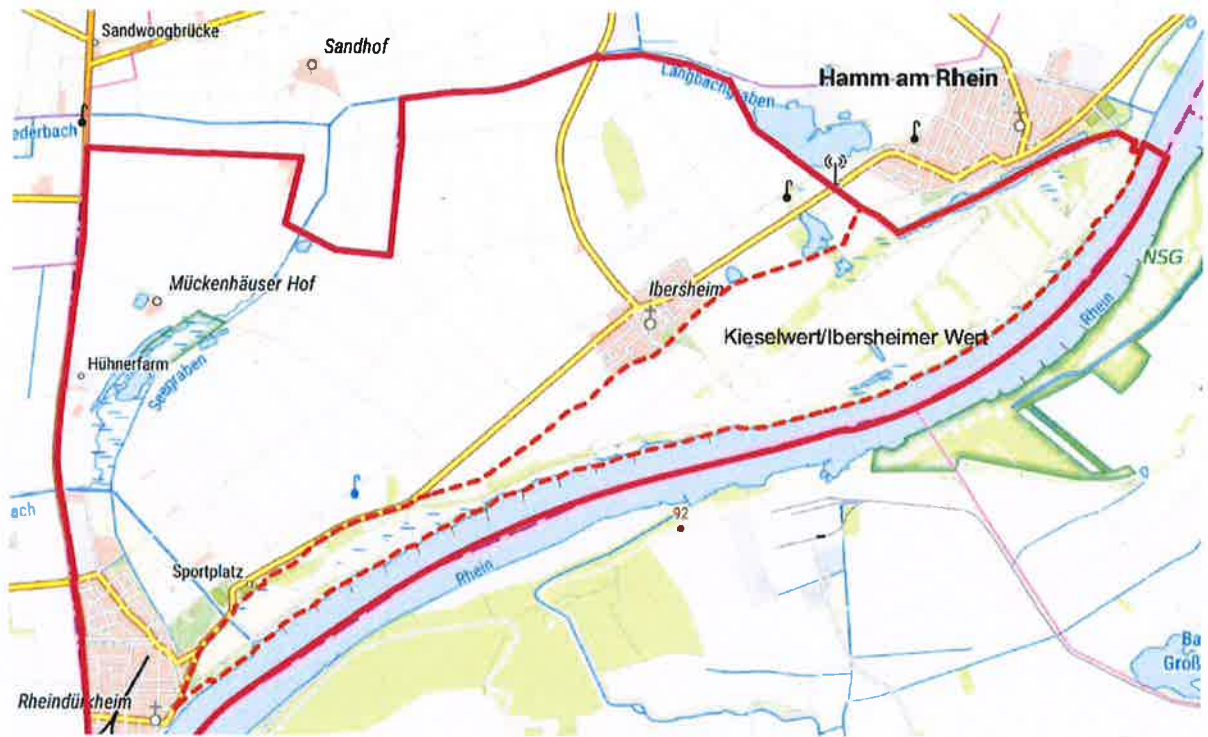 Sandwoogbrücke
Sandhof
Langbachgraben
Hamm am Rhein
ederbach
NSG
Mückenhäuser Hof
Ibersheim
Rhein
Kieselwert/Ibersheimer Wert
Hühnerfarm
Seegraben
ach
92
Sportplatz
Rhein
Ba
Groß
Rheindürkheim